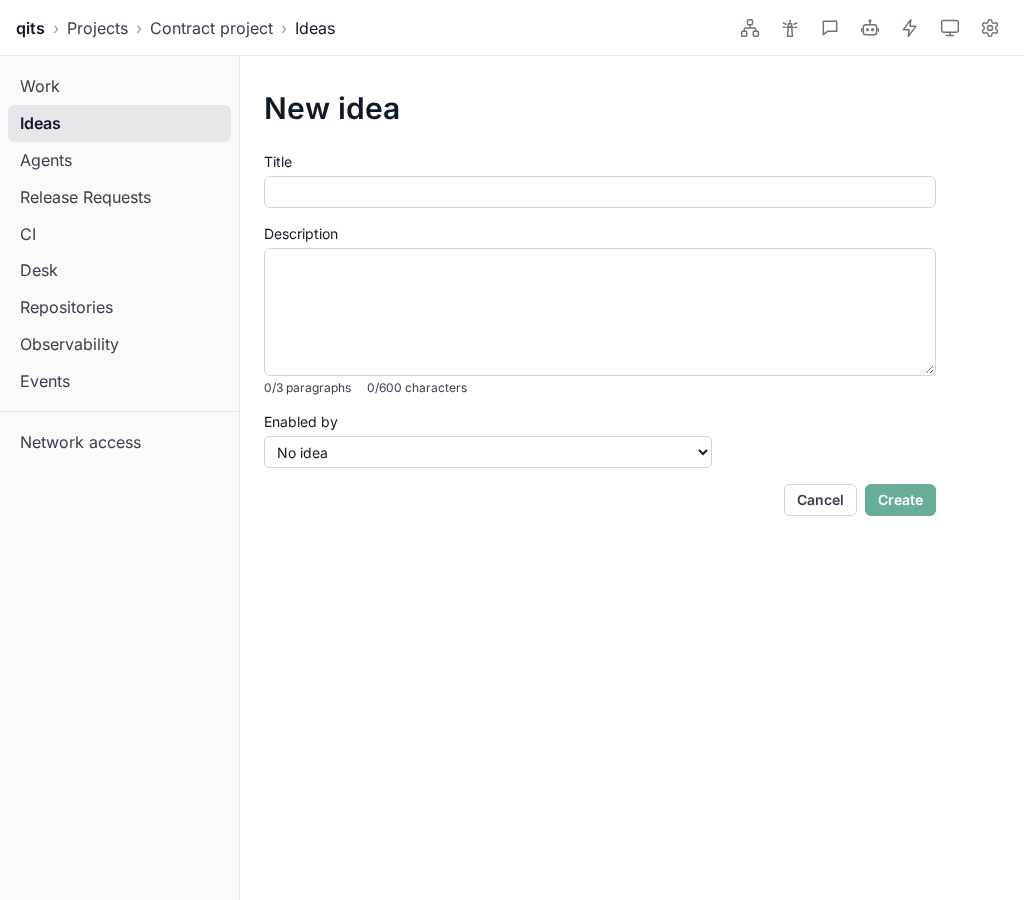 qits › Projects › Contract project › Ideas
Work
Ideas
Agents
Release Requests
CI
Desk
Repositories
Observability
Events
Network access
New idea
Title
Description
0/3 paragraphs 0/600 characters
Enabled by
No idea
Cancel Create